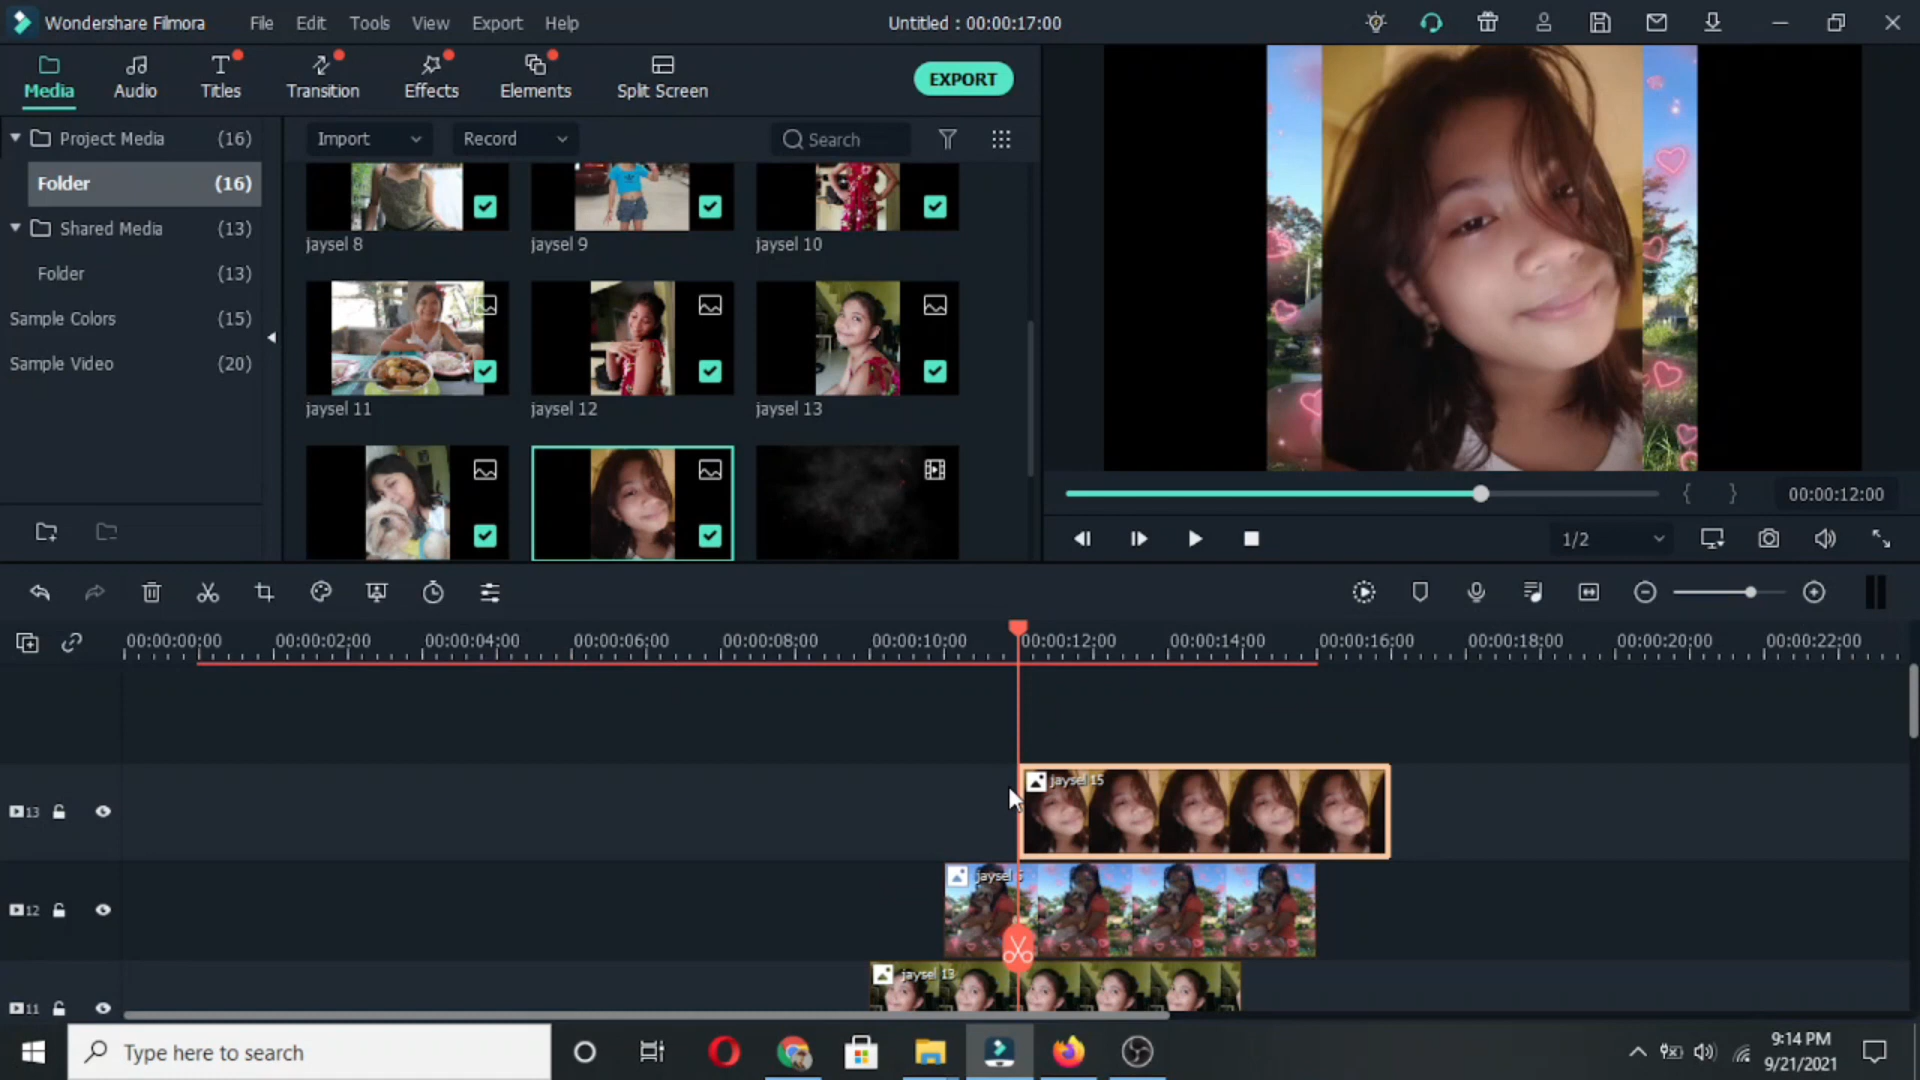 Wondershare Filmora
File Edit Tools View Export Help
Untitled : 00:00:17:00
Media Audio Titles Transition Effects Elements Split Screen
EXPORT
Project Media (16)
Folder (16)
Shared Media (13)
Folder (13)
Sample Colors (15)
Sample Video (20)
Import Record Search
jaysel 8 jaysel 9 jaysel 10
jaysel 11 jaysel 12 jaysel 13
00:00:12:00
1/2
00:00:00:00 00:00:02:00 00:00:04:00 00:00:06:00 00:00:08:00 00:00:10:00 00:00:12:00 00:00:14:00 00:00:16:00 00:00:18:00 00:00:20:00 00:00:22:00
13
jaysel 15
12
jaysel
11
jaysel 13
Type here to search
9:14 PM
9/21/2021